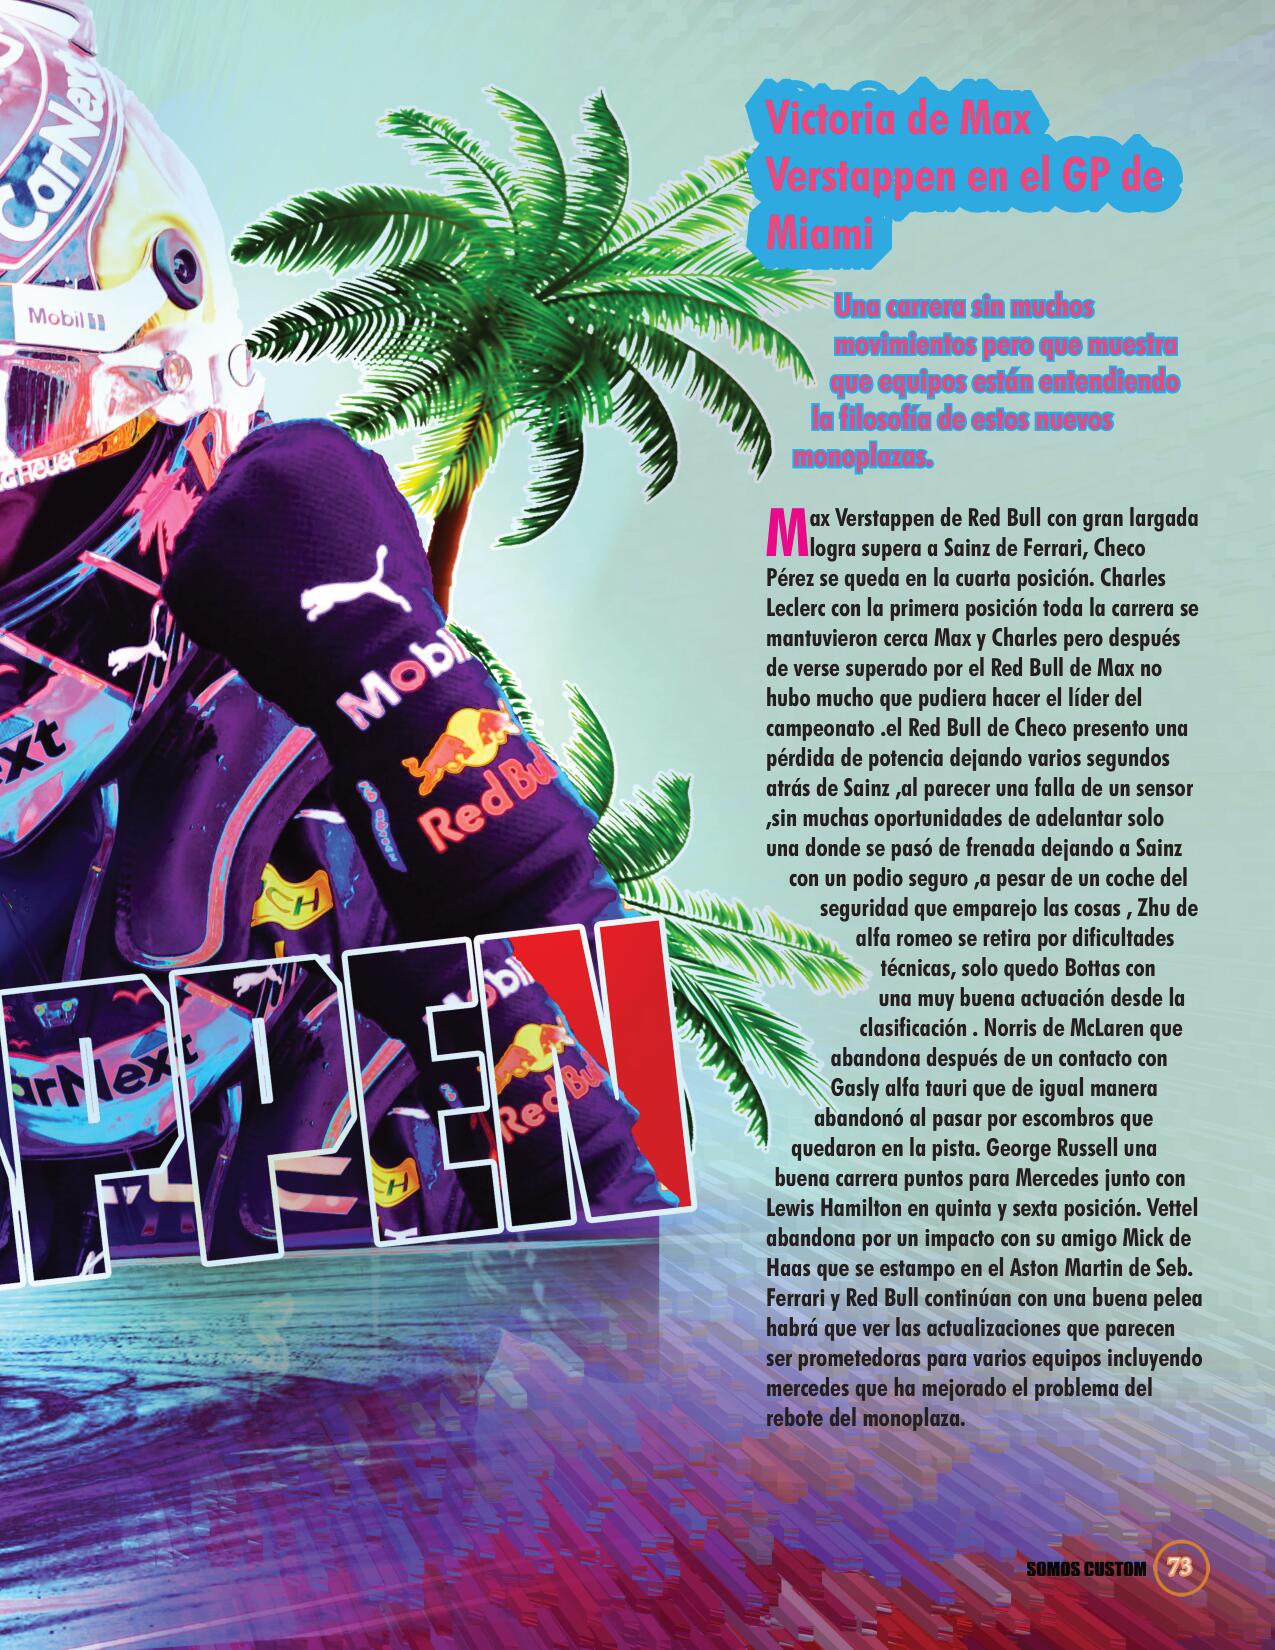 CarNext
Mobil 1
Heuer
Victoria de Max
Verstappen en el GP de
Miami
Una carrera sin muchos
movimientos pero que muestra
que equipos están entendiendo
la filosofía de estos nuevos
monoplazas.
Max Verstappen de Red Bull con gran largada
logra supera a Sainz de Ferrari, Checo
Pérez se queda en la cuarta posición. Charles
Leclerc con la primera posición toda la carrera se
mantuvieron cerca Max y Charles pero después
de verse superado por el Red Bull de Max no
hubo mucho que pudiera hacer el líder del
campeonato .el Red Bull de Checo presento una
pérdida de potencia dejando varios segundos
atrás de Sainz ,al parecer una falla de un sensor
,sin muchas oportunidades de adelantar solo
una donde se pasó de frenada dejando a Sainz
con un podio seguro ,a pesar de un coche del
seguridad que emparejo las cosas , Zhu de
alfa romeo se retira por dificultades
técnicas, solo quedo Bottas con
una muy buena actuación desde la
clasificación . Norris de McLaren que
abandona después de un contacto con
Gasly alfa tauri que de igual manera
abandonó al pasar por escombros que
quedaron en la pista. George Russell una
buena carrera puntos para Mercedes junto con
Lewis Hamilton en quinta y sexta posición. Vettel
abandona por un impacto con su amigo Mick de
Haas que se estampo en el Aston Martin de Seb.
Ferrari y Red Bull continúan con una buena pelea
habrá que ver las actualizaciones que parecen
ser prometedoras para varios equipos incluyendo
mercedes que ha mejorado el problema del
rebote del monoplaza.
Mobil
Red Bul
ext
CH
PPEN
arNext
Mobil
Red Bul
H
SOMOS CUSTOM 73